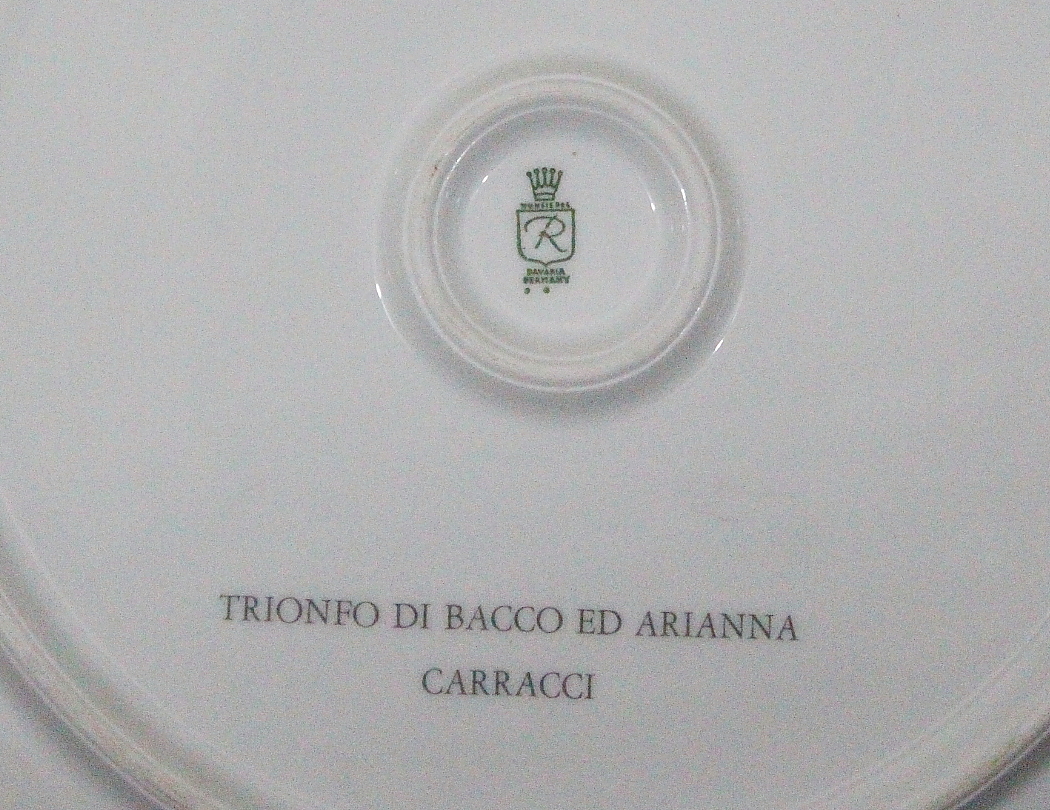 R
BAVARIA
GERMANY
TRIONFO DI BACCO ED ARIANNA
CARRACCI